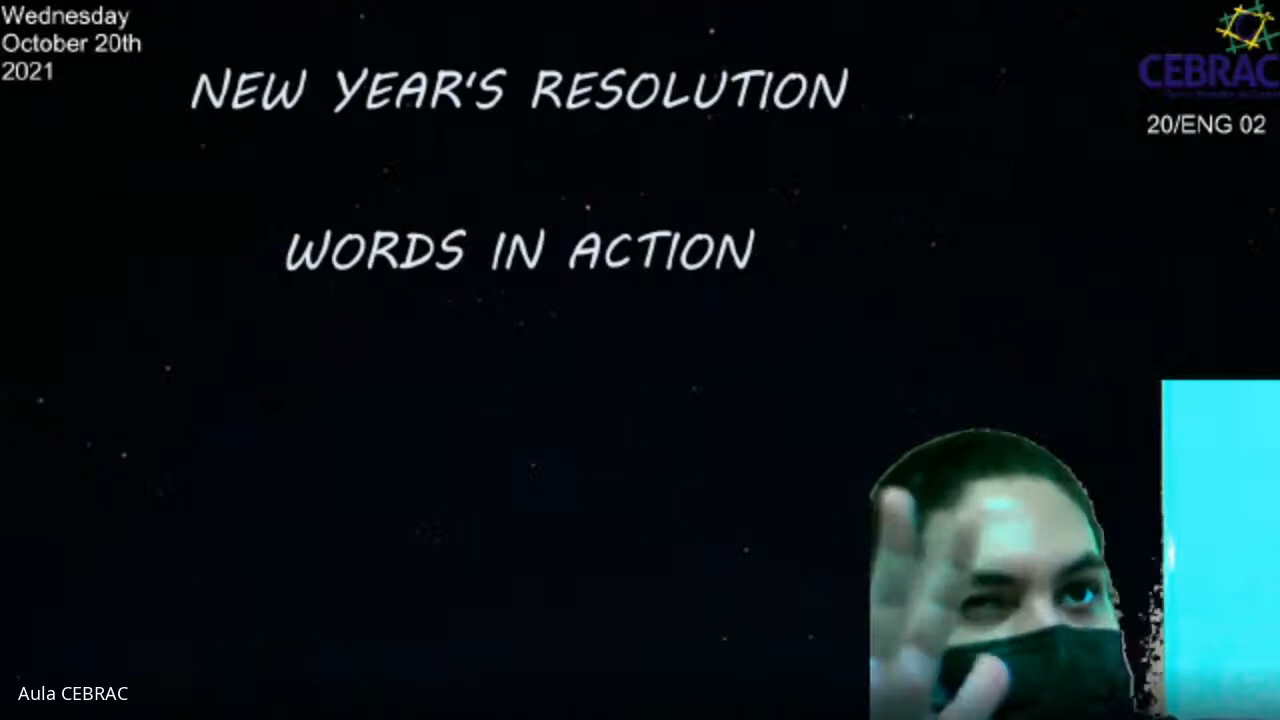 Wednesday
October 20th
2021
CEBRAC
20/ENG 02
NEW YEAR'S RESOLUTION
WORDS IN ACTION
Aula CEBRAC